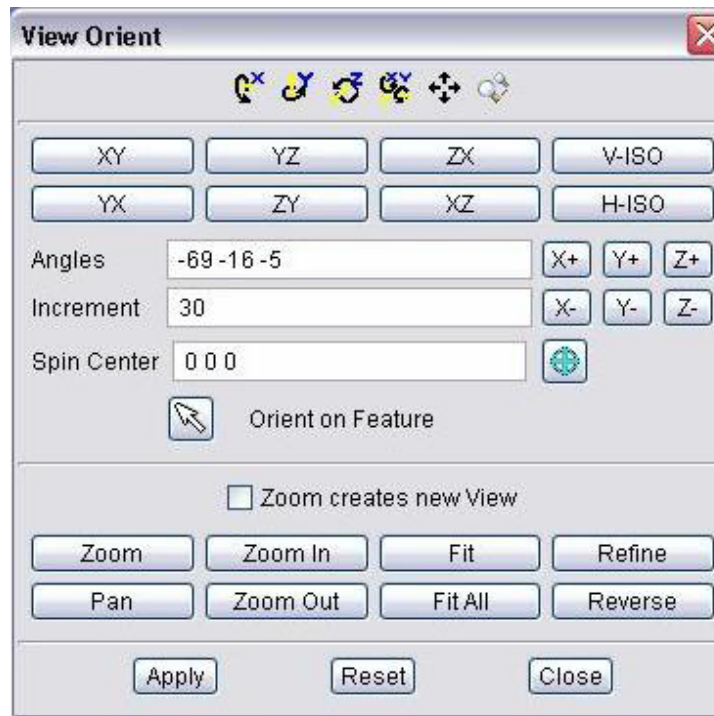 View Orient
X Y Z XY
XY YZ ZX V-ISO
YX ZY XZ H-ISO
Angles -69 -16 -5 X+ Y+ Z+
Increment 30 X- Y- Z-
Spin Center 0 0 0
Orient on Feature
Zoom creates new View
Zoom Zoom In Fit Refine
Pan Zoom Out Fit All Reverse
Apply Reset Close